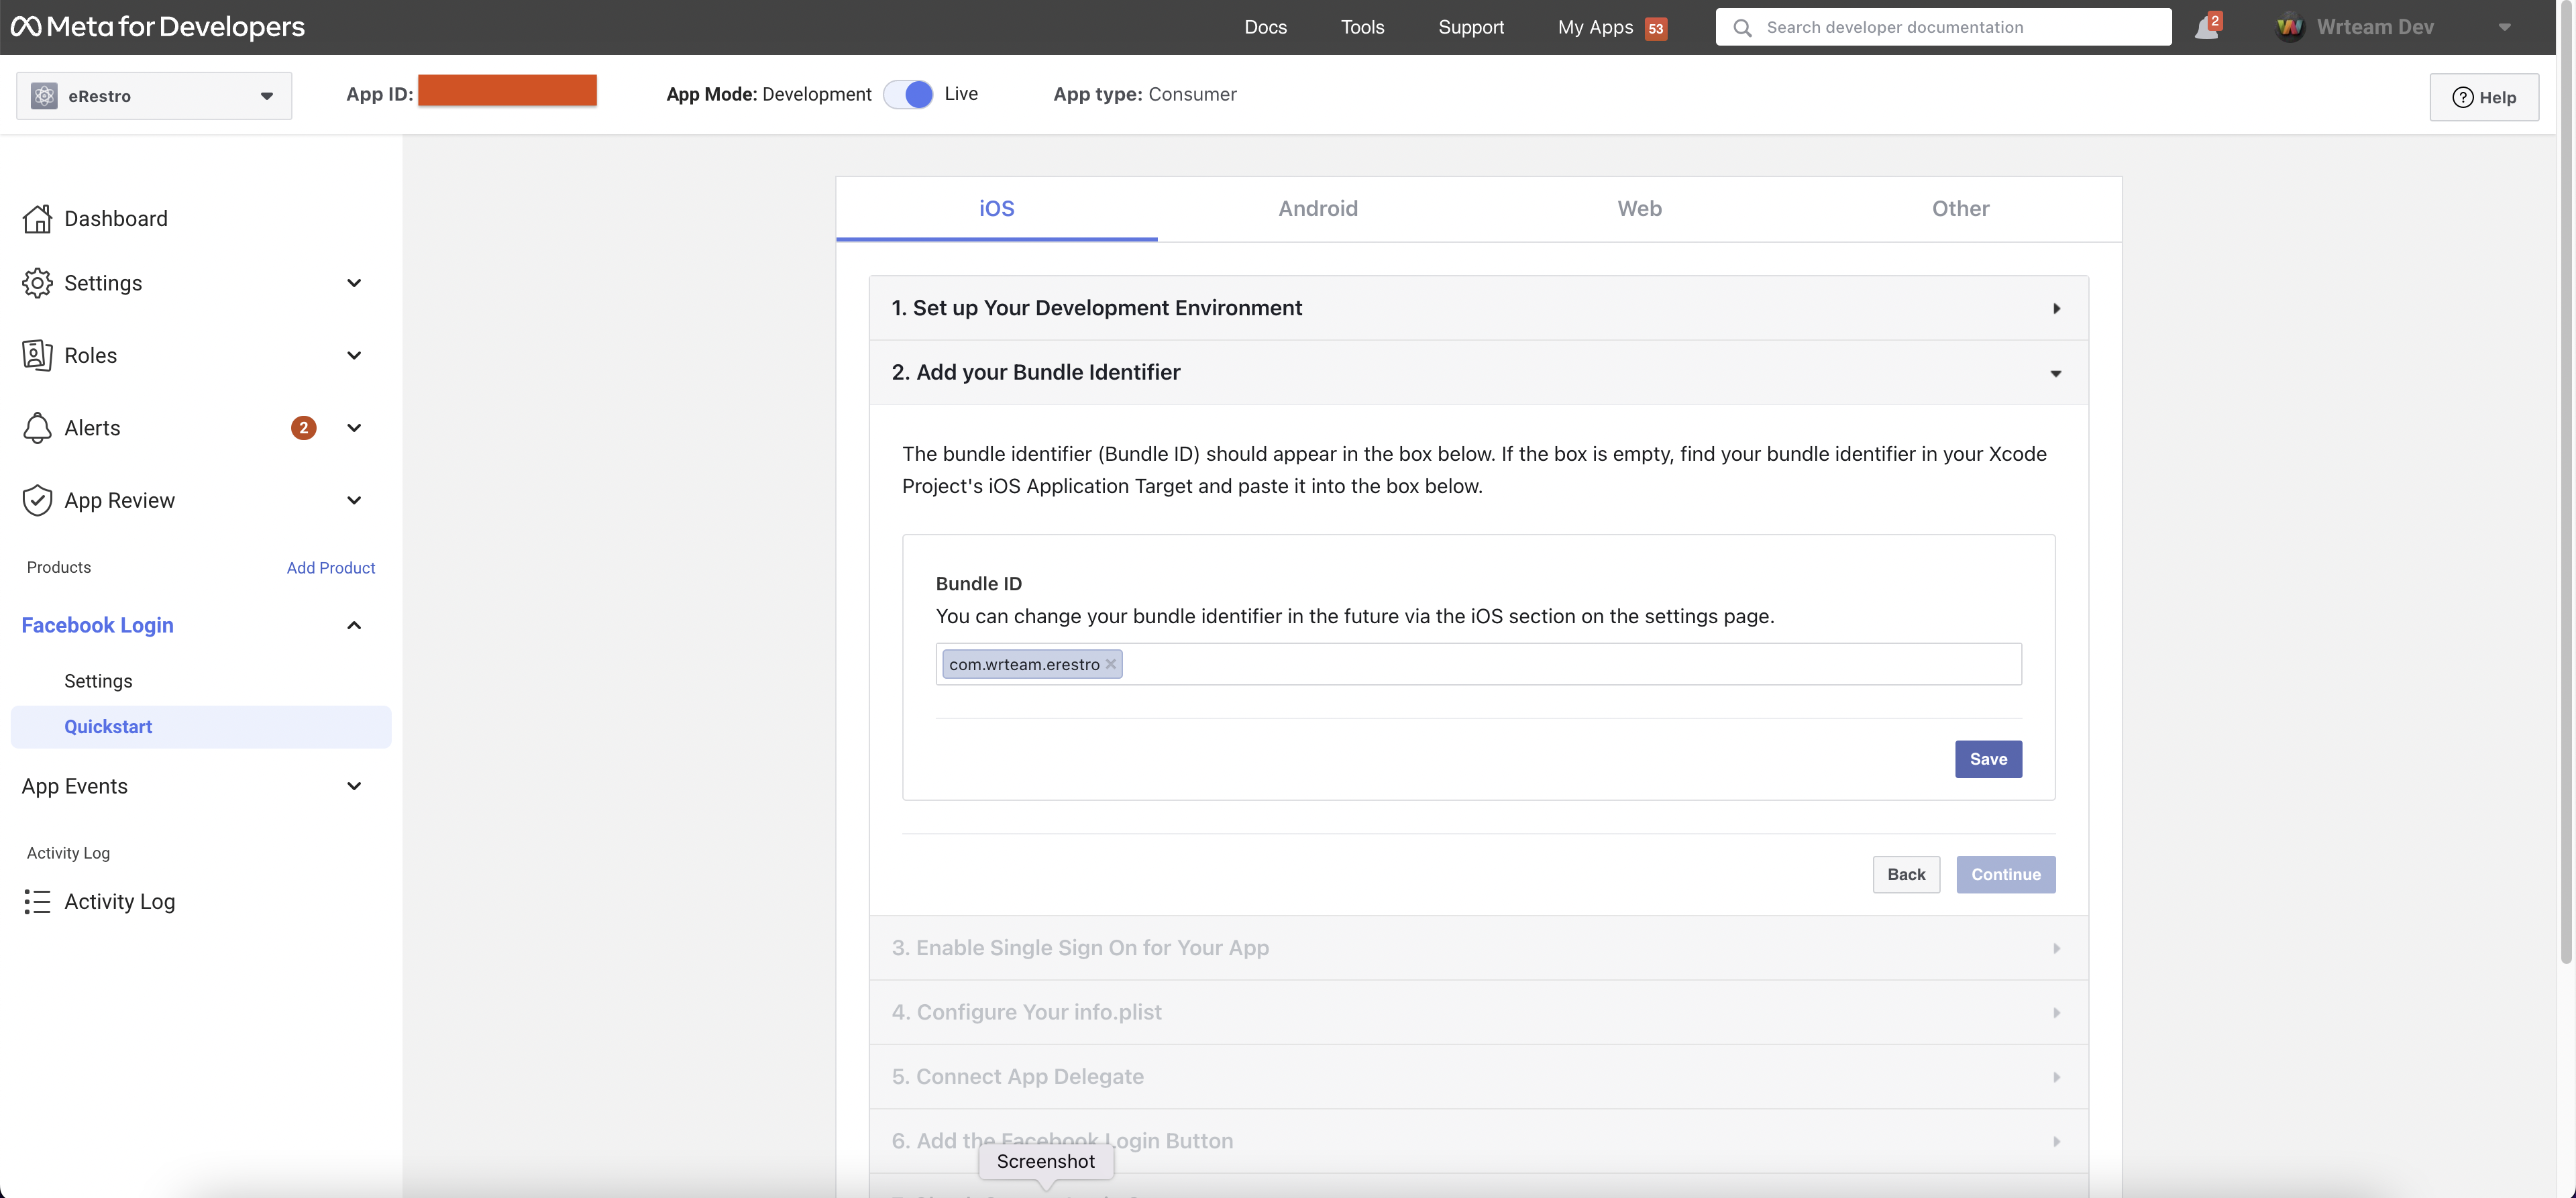 Meta for Developers
Docs
Tools
Support
My Apps 53
Search developer documentation
2
Wrteam Dev
eRestro
App ID:
App Mode: Development
Live
App type: Consumer
Help
Dashboard
Settings
Roles
Alerts 2
App Review
Products
Add Product
Facebook Login
Settings
Quickstart
App Events
Activity Log
Activity Log
iOS
Android
Web
Other
1. Set up Your Development Environment
2. Add your Bundle Identifier
The bundle identifier (Bundle ID) should appear in the box below. If the box is empty, find your bundle identifier in your Xcode
Project's iOS Application Target and paste it into the box below.
Bundle ID
You can change your bundle identifier in the future via the iOS section on the settings page.
com.wrteam.erestro
Save
Back
Continue
3. Enable Single Sign On for Your App
4. Configure Your info.plist
5. Connect App Delegate
6. Add the Facebook Login Button
Screenshot